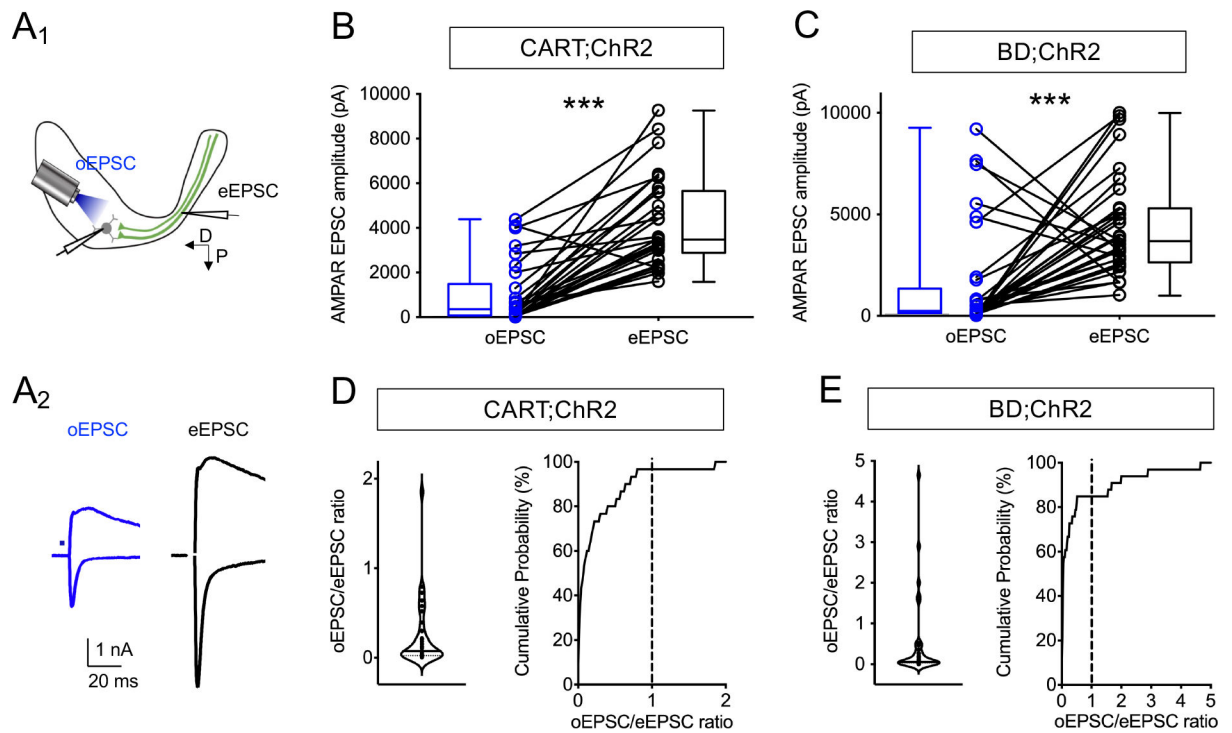 A1
oEPSC
eEPSC
D
P
B
CART;ChR2
AMPAR EPSC amplitude (pA)
10000
8000
6000
4000
2000
0
***
oEPSC
eEPSC
C
BD;ChR2
AMPAR EPSC amplitude (pA)
10000
5000
0
***
oEPSC
eEPSC
A2
oEPSC
eEPSC
1 nA
20 ms
D
CART;ChR2
oEPSC/eEPSC ratio
2
1
0
Cumulative Probability (%)
100
80
60
40
20
0
0
1
2
oEPSC/eEPSC ratio
E
BD;ChR2
oEPSC/eEPSC ratio
5
4
3
2
1
0
Cumulative Probability (%)
100
80
60
40
20
0
0
1
2
3
4
5
oEPSC/eEPSC ratio